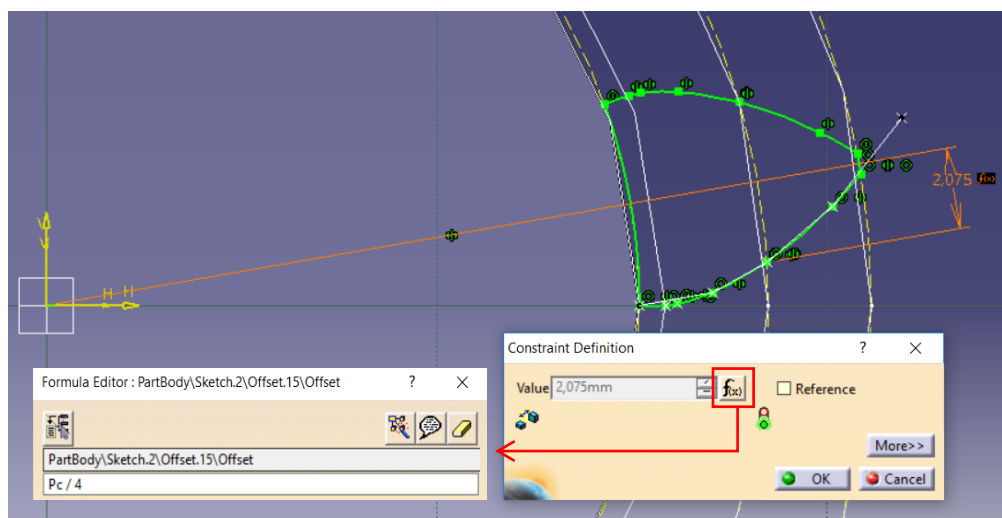 2,075 f(x)
H H
V
Constraint Definition ? X
Value 2,075mm f(x) Reference
More>>
OK Cancel
Formula Editor : PartBody\Sketch.2\Offset.15\Offset ? X
PartBody\Sketch.2\Offset.15\Offset
Pc / 4